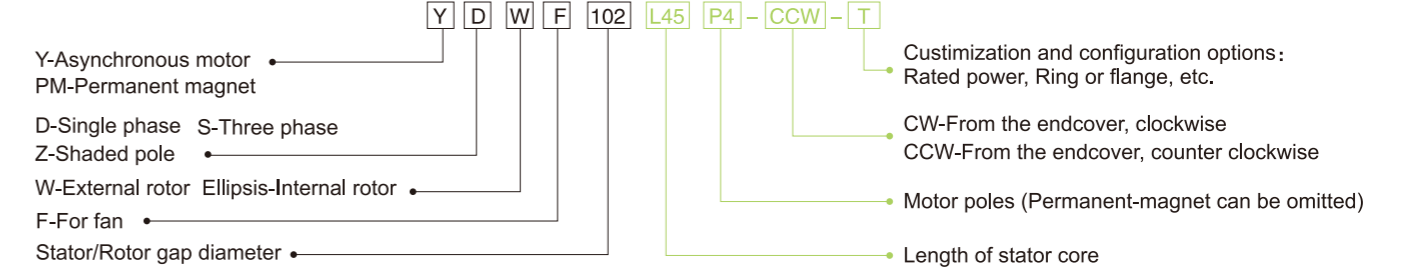 Y D W F 102 L45 P4 - CCW - T
Y-Asynchronous motor
PM-Permanent magnet
D-Single phase S-Three phase
Z-Shaded pole
W-External rotor Ellipsis-Internal rotor
F-For fan
Stator/Rotor gap diameter
Custimization and configuration options:
Rated power, Ring or flange, etc.
CW-From the endcover, clockwise
CCW-From the endcover, counter clockwise
Motor poles (Permanent-magnet can be omitted)
Length of stator core